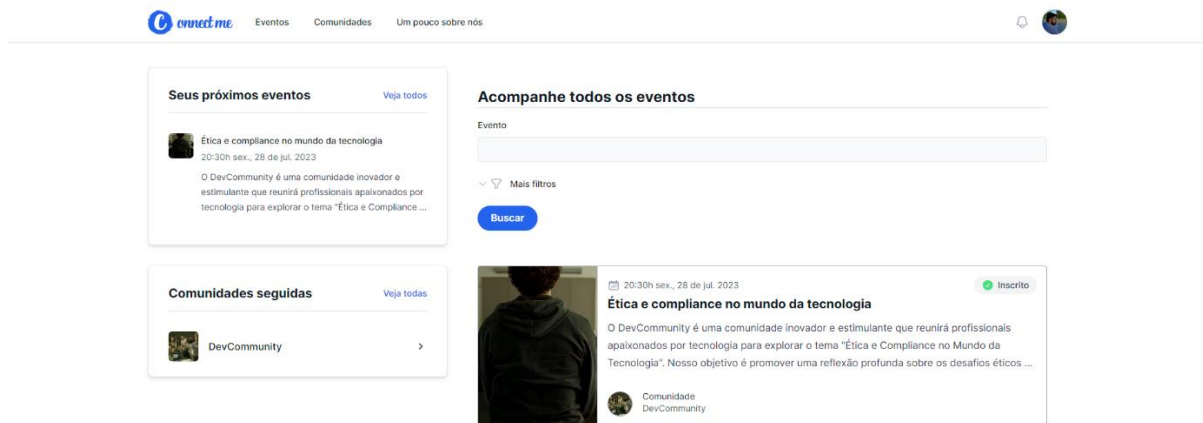 Connect me
Eventos
Comunidades
Um pouco sobre nós
Seus próximos eventos
Veja todos
Ética e compliance no mundo da tecnologia
20:30h sex., 28 de jul. 2023
O DevCommunity é uma comunidade inovador e
estimulante que reunirá profissionais apaixonados por
tecnologia para explorar o tema "Ética e Compliance ...
Comunidades seguidas
Veja todas
DevCommunity
Acompanhe todos os eventos
Evento
Mais filtros
Buscar
20:30h sex., 28 de jul. 2023
Inscrito
Ética e compliance no mundo da tecnologia
O DevCommunity é uma comunidade inovador e estimulante que reunirá profissionais
apaixonados por tecnologia para explorar o tema "Ética e Compliance no Mundo da
Tecnologia". Nosso objetivo é promover uma reflexão profunda sobre os desafios éticos ...
Comunidade
DevCommunity